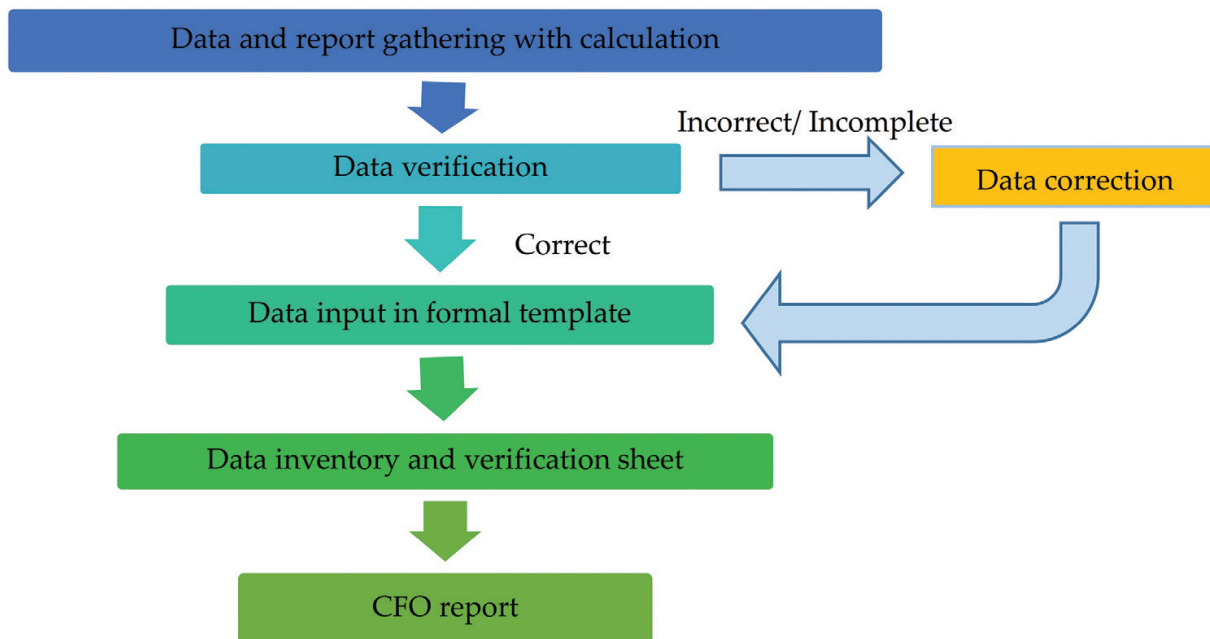 Data and report gathering with calculation
Incorrect/ Incomplete
Data verification
Data correction
Correct
Data input in formal template
Data inventory and verification sheet
CFO report